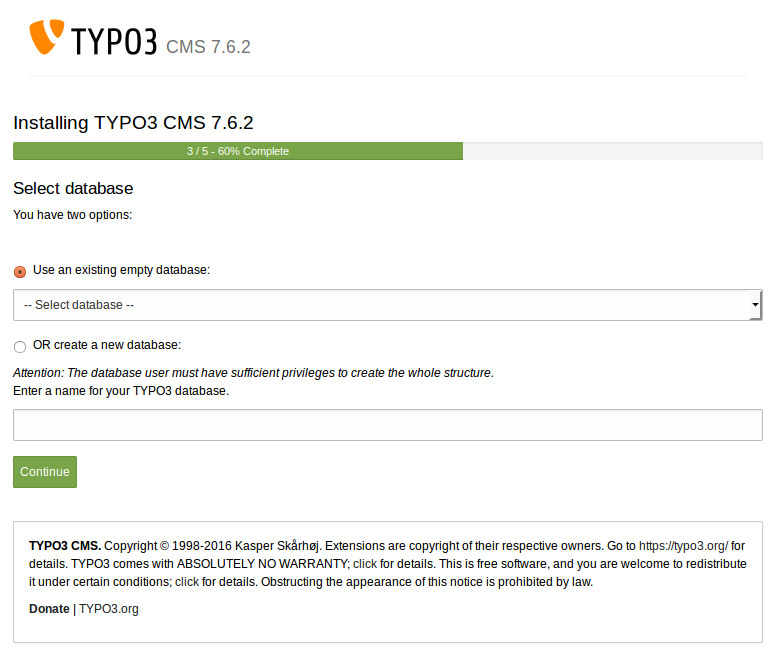 TYPO3 CMS 7.6.2
Installing TYPO3 CMS 7.6.2
3 / 5 - 60% Complete
Select database
You have two options:
Use an existing empty database:
-- Select database --
OR create a new database:
Attention: The database user must have sufficient privileges to create the whole structure.
Enter a name for your TYPO3 database.
Continue
TYPO3 CMS. Copyright © 1998-2016 Kasper Skårhøj. Extensions are copyright of their respective owners. Go to https://typo3.org/ for
details. TYPO3 comes with ABSOLUTELY NO WARRANTY; click for details. This is free software, and you are welcome to redistribute
it under certain conditions; click for details. Obstructing the appearance of this notice is prohibited by law.
Donate | TYPO3.org